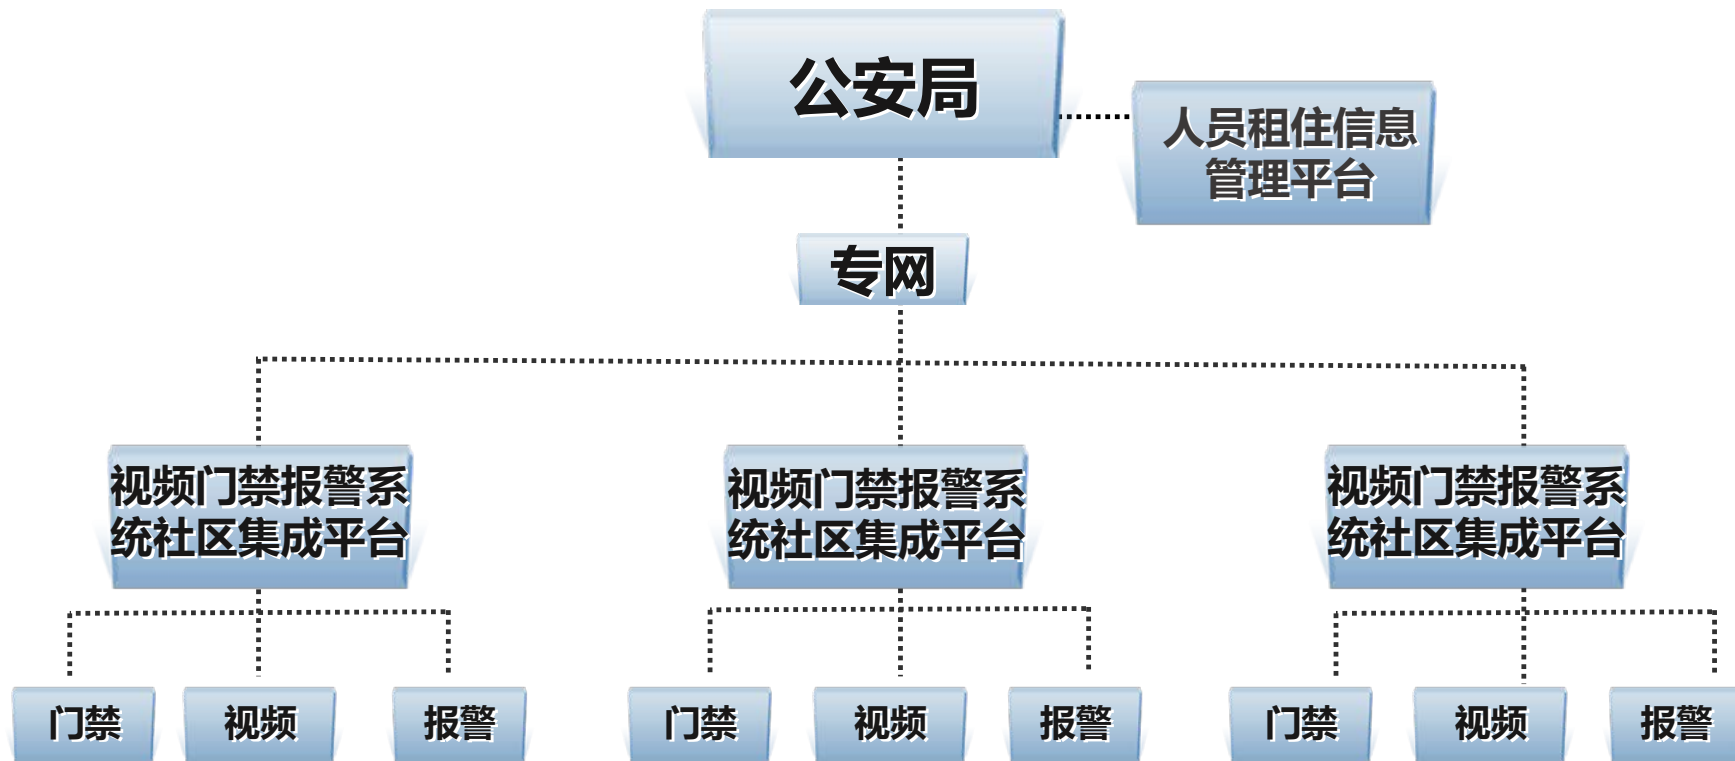 公安局
人员租住信息
管理平台
专网
视频门禁报警系
统社区集成平台
视频门禁报警系
统社区集成平台
视频门禁报警系
统社区集成平台
门禁
视频
报警
门禁
视频
报警
门禁
视频
报警